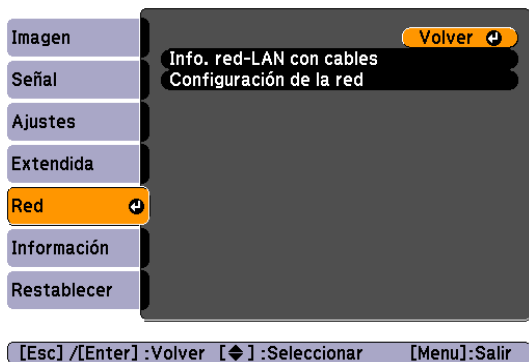 Imagen
Señal
Ajustes
Extendida
Red
Información
Restablecer
Volver
Info. red-LAN con cables
Configuración de la red
[Esc] /[Enter] :Volver [◆] :Seleccionar [Menu]:Salir